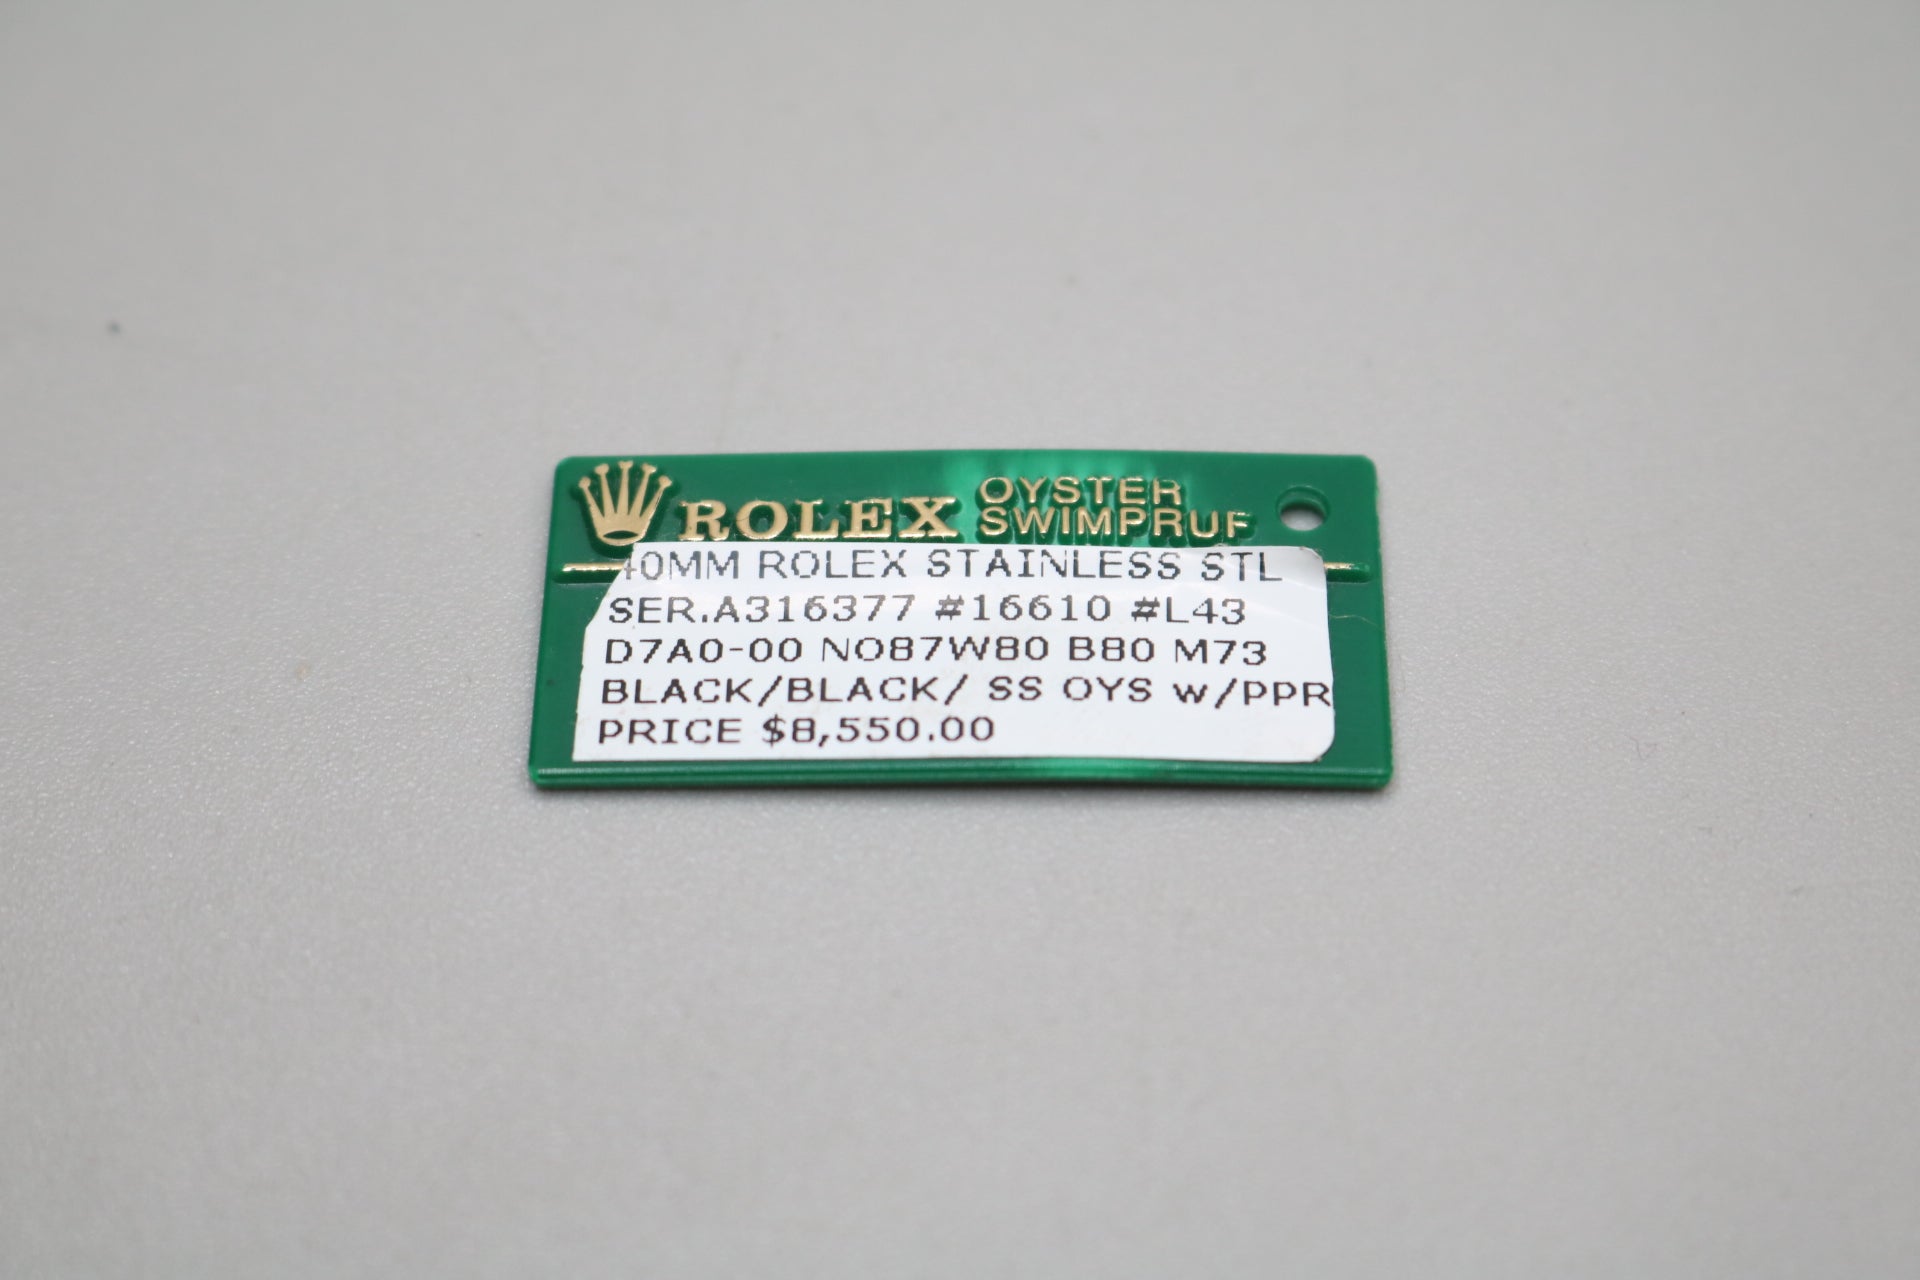 ROLEX
OYSTER
SWIMPRUF
40MM ROLEX STAINLESS STL
SER.A316377 #16610 #L43
D7A0-00 NO87W80 B80 M73
BLACK/BLACK/ SS OYS W/PPR
PRICE $8,550.00